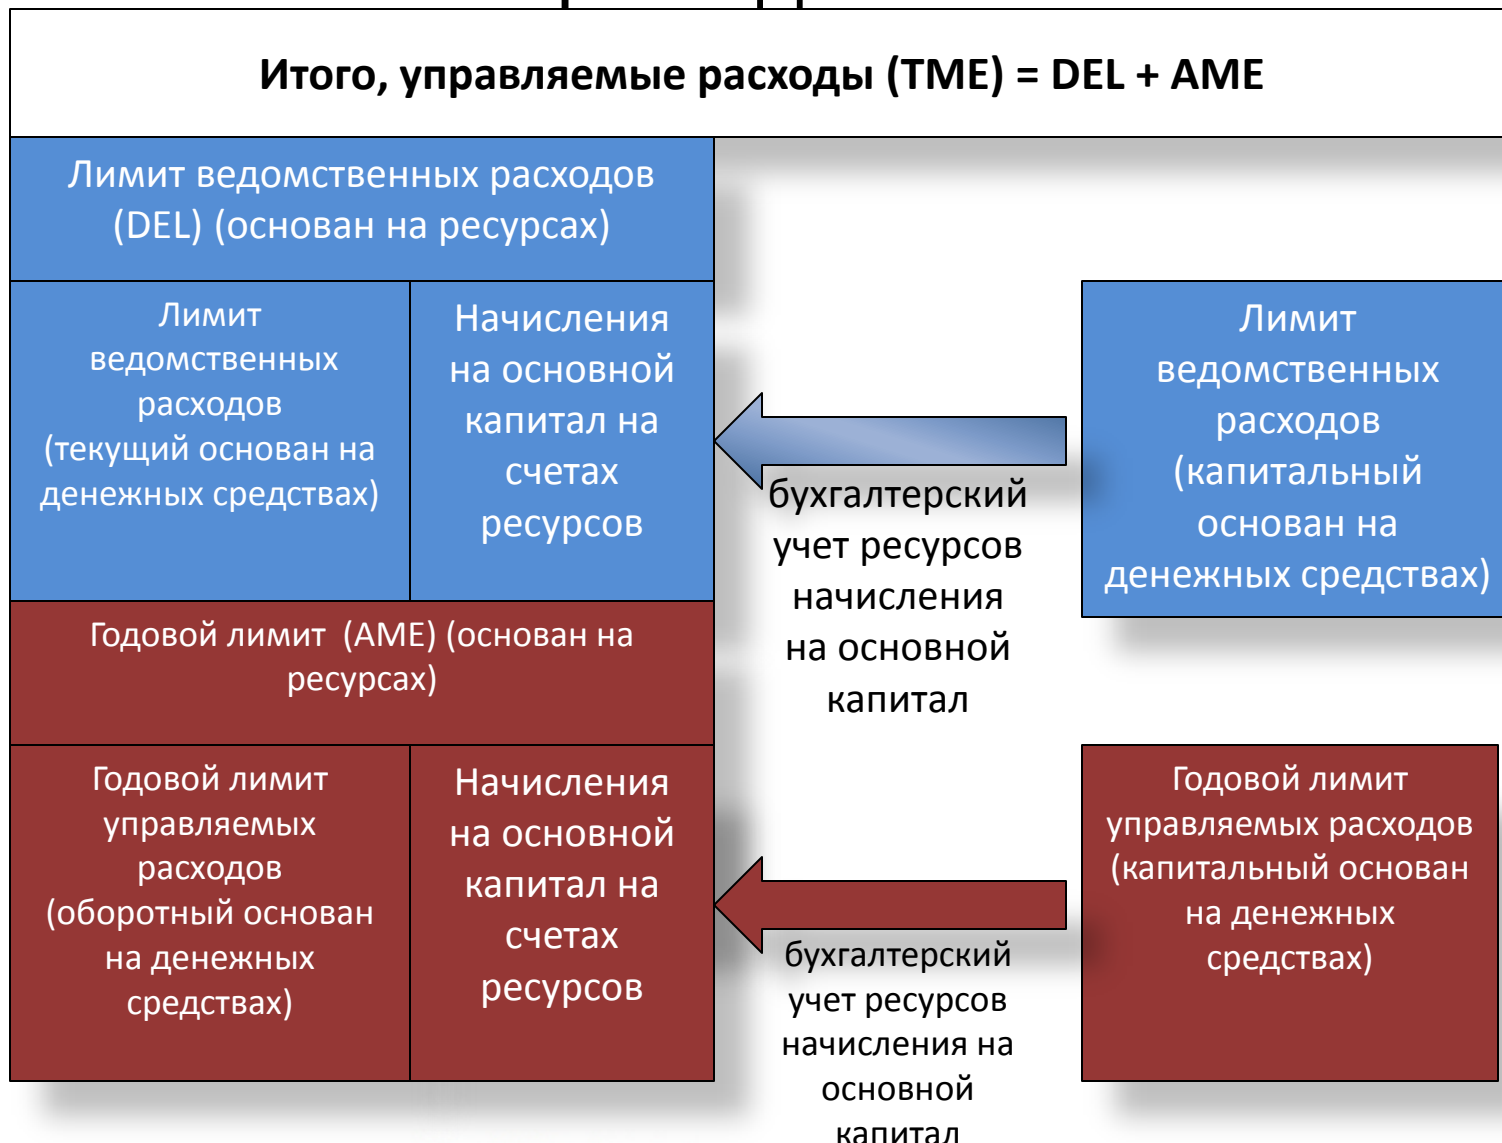 Итого, управляемые расходы (TME) = DEL + AME
Лимит ведомственных расходов
(DEL) (основан на ресурсах)
Лимит
ведомственных
расходов
(текущий основан на
денежных средствах)
Начисления
на основной
капитал на
счетах
ресурсов
бухгалтерский
учет ресурсов
начисления
на основной
капитал
Лимит
ведомственных
расходов
(капитальный
основан на
денежных средствах)
Годовой лимит  (AME) (основан на
ресурсах)
Годовой лимит
управляемых
расходов
(оборотный основан
на денежных
средствах)
Начисления
на основной
капитал на
счетах
ресурсов
бухгалтерский
учет ресурсов
начисления на
основной
капитал
Годовой лимит
управляемых расходов
(капитальный основан
на денежных
средствах)